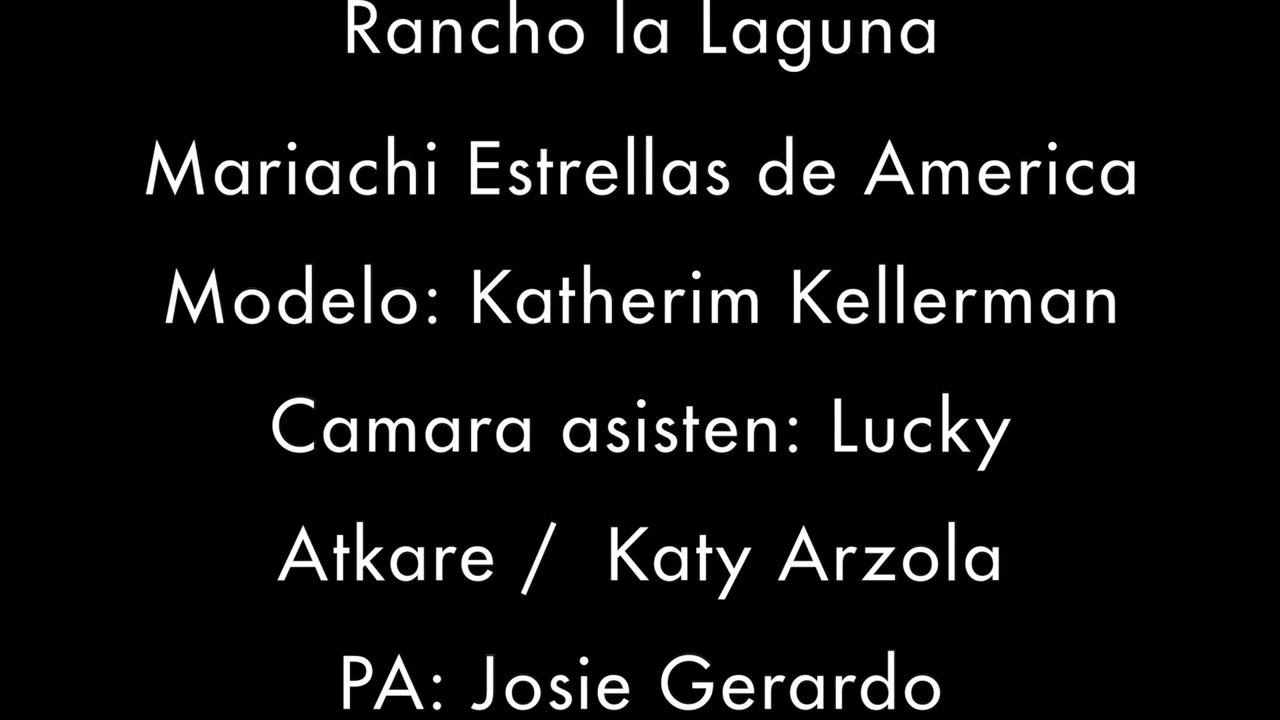 Rancho la Laguna
Mariachi Estrellas de America
Modelo: Katherim Kellerman
Camara asisten: Lucky
Atkare / Katy Arzola
PA: Josie Gerardo